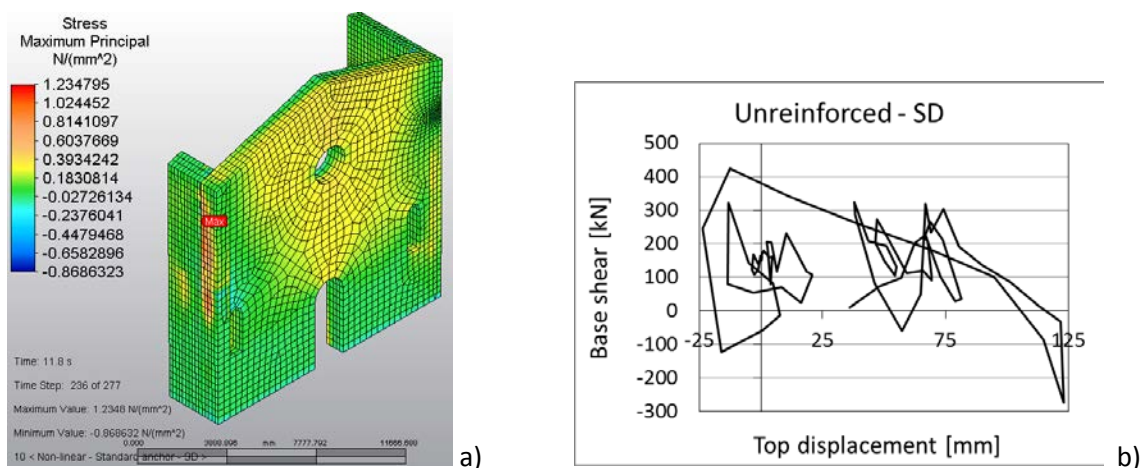 Stress
Maximum Principal
N/(mm^2)
1.234795
1.024452
0.8141097
0.6037669
0.3934242
0.1830814
-0.02726134
-0.2376041
-0.4479468
-0.6582896
-0.8686323
Max
Time: 11.8 s
Time Step: 236 of 277
Maximum Value: 1.2348 N/(mm^2)
Minimum Value: -0.868632 N/(mm^2)
0.000 mm 7777.792
10 < Non-linear - Standard anchor - SD >
a)
Unreinforced - SD
500
400
300
200
100
0
-100
-200
-300
-25 25 75 125
Base shear [kN]
Top displacement [mm]
b)